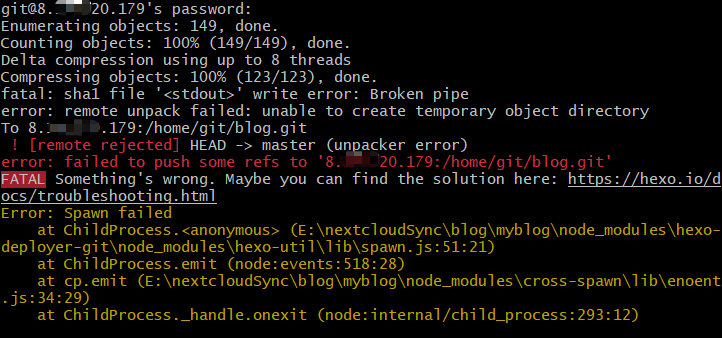 git@8. 20.179's password:
Enumerating objects: 149, done.
Counting objects: 100% (149/149), done.
Delta compression using up to 8 threads
Compressing objects: 100% (123/123), done.
fatal: sha1 file '<stdout>' write error: Broken pipe
error: remote unpack failed: unable to create temporary object directory
To 8. 20.179:/home/git/blog.git
 ! [remote rejected] HEAD -> master (unpacker error)
error: failed to push some refs to '8. 20.179:/home/git/blog.git'
FATAL Something's wrong. Maybe you can find the solution here: https://hexo.io/d
ocs/troubleshooting.html
Error: Spawn failed
    at ChildProcess.<anonymous> (E:\nextcloudSync\blog\myblog\node_modules\hexo-
deployer-git\node_modules\hexo-util\lib\spawn.js:51:21)
    at ChildProcess.emit (node:events:518:28)
    at cp.emit (E:\nextcloudSync\blog\myblog\node_modules\cross-spawn\lib\enoent
.js:34:29)
    at ChildProcess._handle.onexit (node:internal/child_process:293:12)